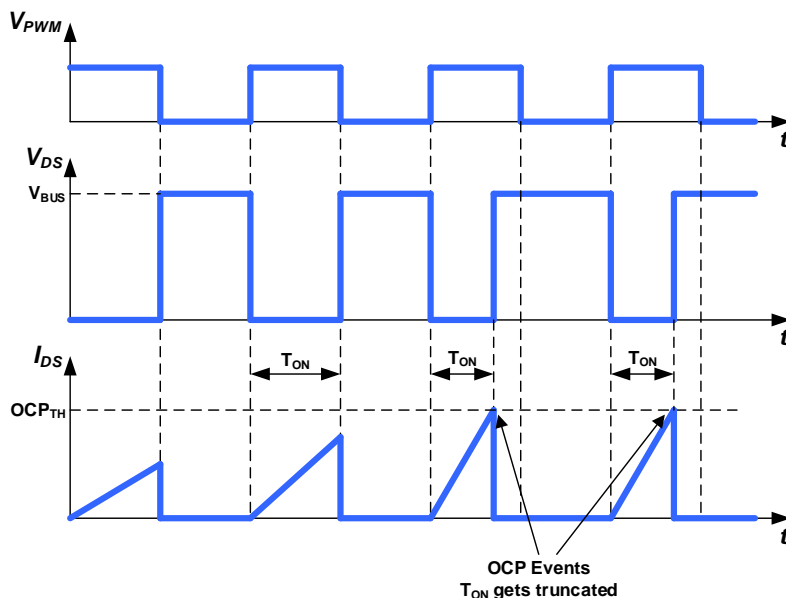 VPWM
t
VDS
VBUS
t
IDS
TON
TON
TON
OCPTH
t
OCP Events
TON gets truncated